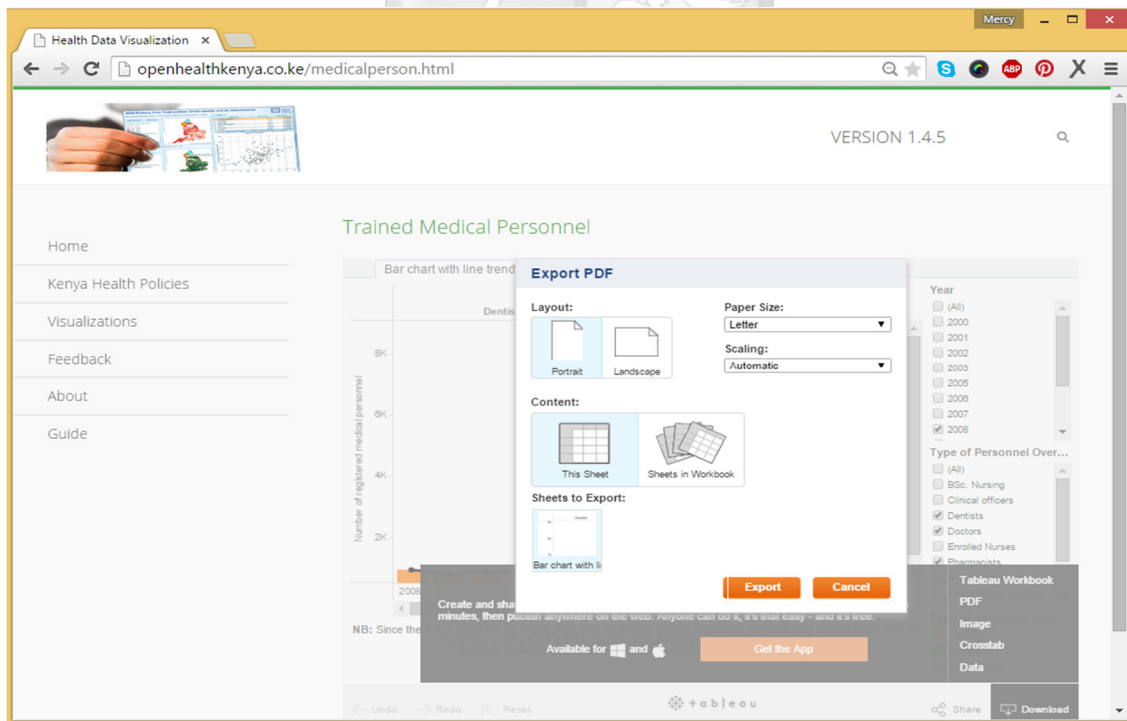 Mercy
Health Data Visualization
openhealthkenya.co.ke/medicalperson.html
ABP
VERSION 1.4.5
Home
Kenya Health Policies
Visualizations
Feedback
About
Guide
Trained Medical Personnel
Bar chart with line trend
Dentis
Number of registered medical personnel
8K
6K
4K
2K
2008
Export PDF
Layout:
Portrait
Landscape
Paper Size:
Letter
Scaling:
Automatic
Content:
This Sheet
Sheets in Workbook
Sheets to Export:
Bar chart with li
Export
Cancel
Year
(All)
2000
2001
2002
2003
2005
2006
2007
2008
Type of Personnel Over...
(All)
BSc. Nursing
Clinical officers
Dentists
Doctors
Enrolled Nurses
Pharmacists
Create and sha
minutes, then publish anywhere on the web. Anyone can do it, it's that easy - and it's free.
Available for and
Get the App
Tableau Workbook
PDF
Image
Crosstab
Data
NB: Since the
Undo
Redo
Reset
+ a b l e a u
Share
Download